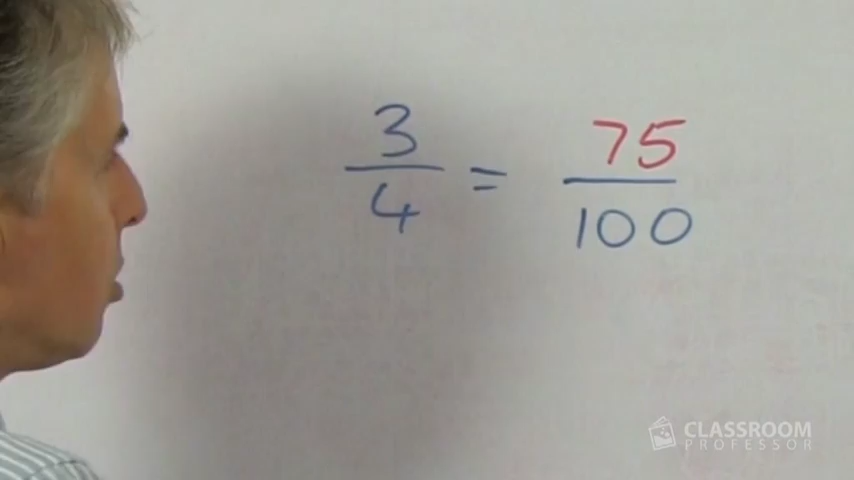 3/4 = 75/100
CLASSROOM
PROFESSOR